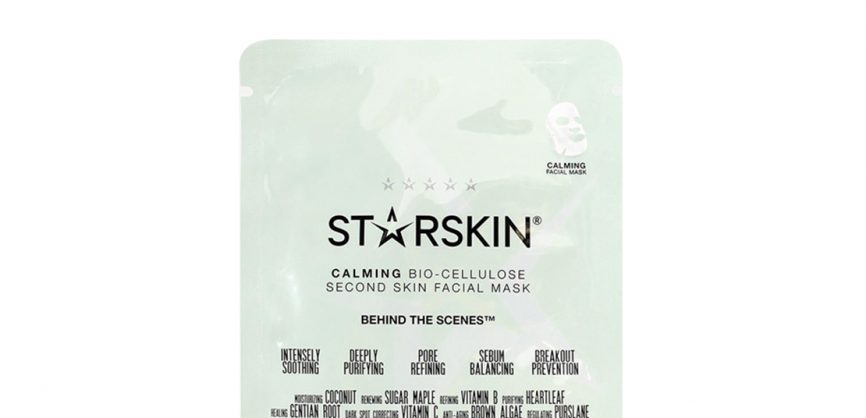 CALMING
FACIAL MASK
ST☆RSKIN®
CALMING BIO-CELLULOSE
SECOND SKIN FACIAL MASK
BEHIND THE SCENES™
INTENSELY SOOTHING
DEEPLY PURIFYING
PORE REFINING
SEBUM BALANCING
BREAKOUT PREVENTION
MOISTURIZING COCONUT RENEWING SUGAR MAPLE REFINING VITAMIN B PURIFYING HEARTLEAF
HEALING GENTIAN ROOT DARK SPOT CORRECTING VITAMIN C ANTI-AGING BROWN ALGAE REGULATING PURSLANE